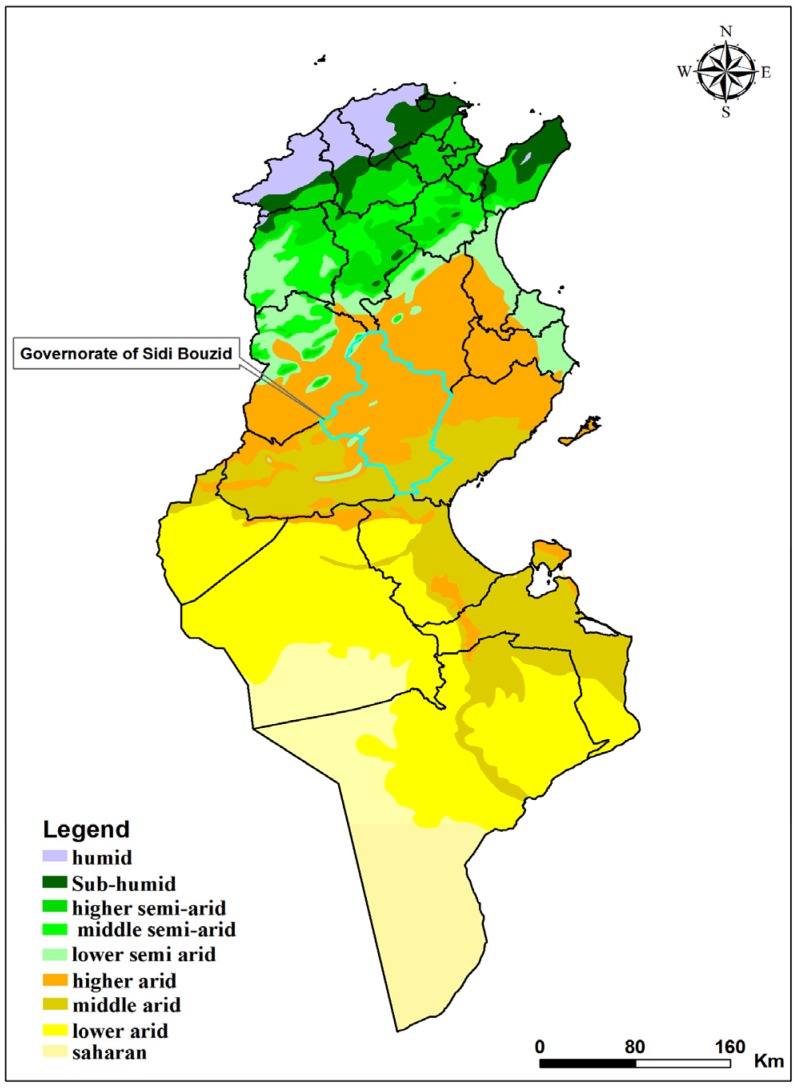 N
W E
S
Governorate of Sidi Bouzid
Legend
humid
Sub-humid
higher semi-arid
middle semi-arid
lower semi arid
higher arid
middle arid
lower arid
saharan
0 80 160
Km